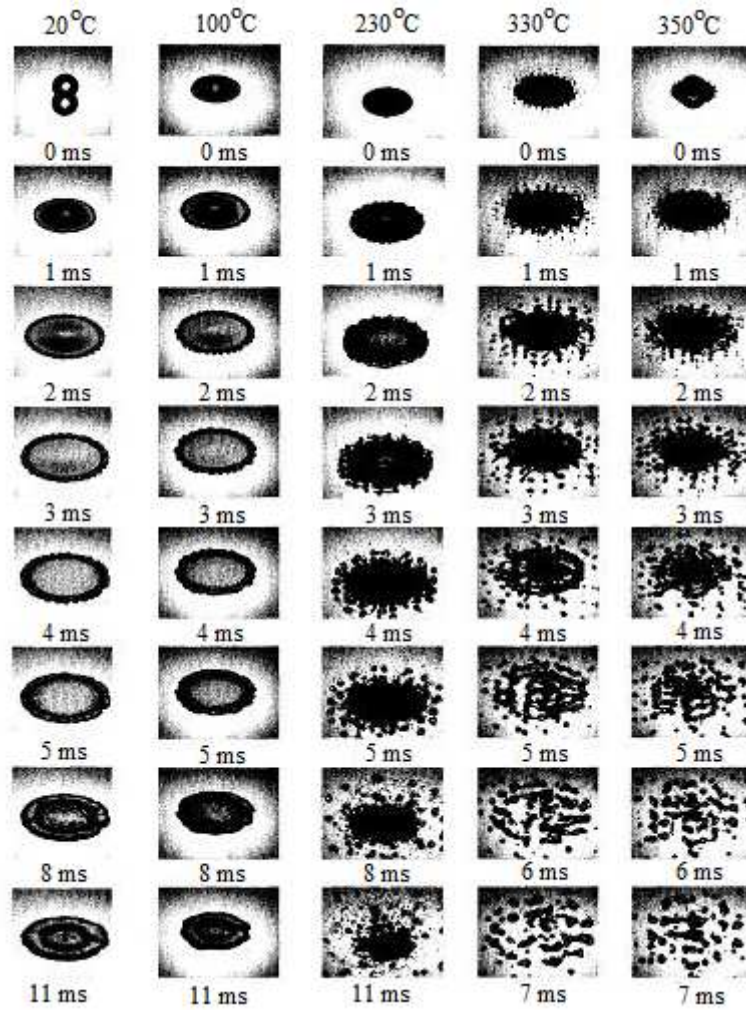 20°C 100°C 230°C 330°C 350°C
0 ms 0 ms 0 ms 0 ms 0 ms
1 ms 1 ms 1 ms 1 ms 1 ms
2 ms 2 ms 2 ms 2 ms 2 ms
3 ms 3 ms 3 ms 3 ms 3 ms
4 ms 4 ms 4 ms 4 ms 4 ms
5 ms 5 ms 5 ms 5 ms 5 ms
8 ms 8 ms 8 ms 6 ms 6 ms
11 ms 11 ms 11 ms 7 ms 7 ms